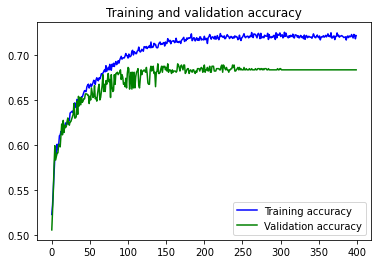 Training and validation accuracy
0.70
0.65
0.60
0.55
0.50
0 50 100 150 200 250 300 350 400
Training accuracy
Validation accuracy